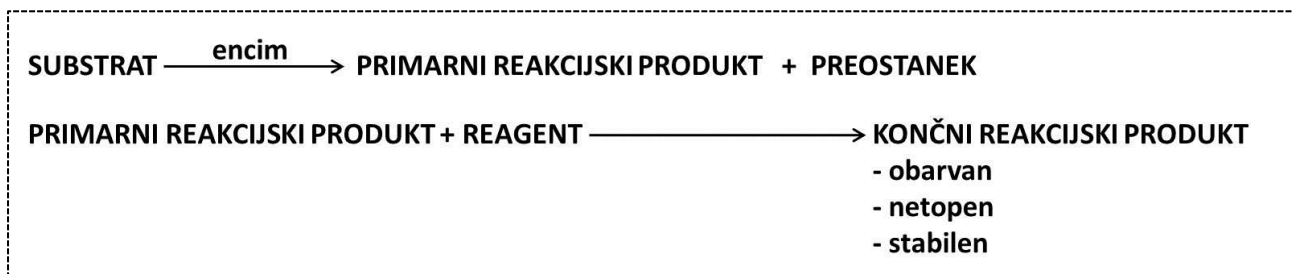 encim
SUBSTRAT → PRIMARNI REAKCIJSKI PRODUKT + PREOSTANEK
PRIMARNI REAKCIJSKI PRODUKT + REAGENT → KONČNI REAKCIJSKI PRODUKT
- obarvan
- netopen
- stabilen